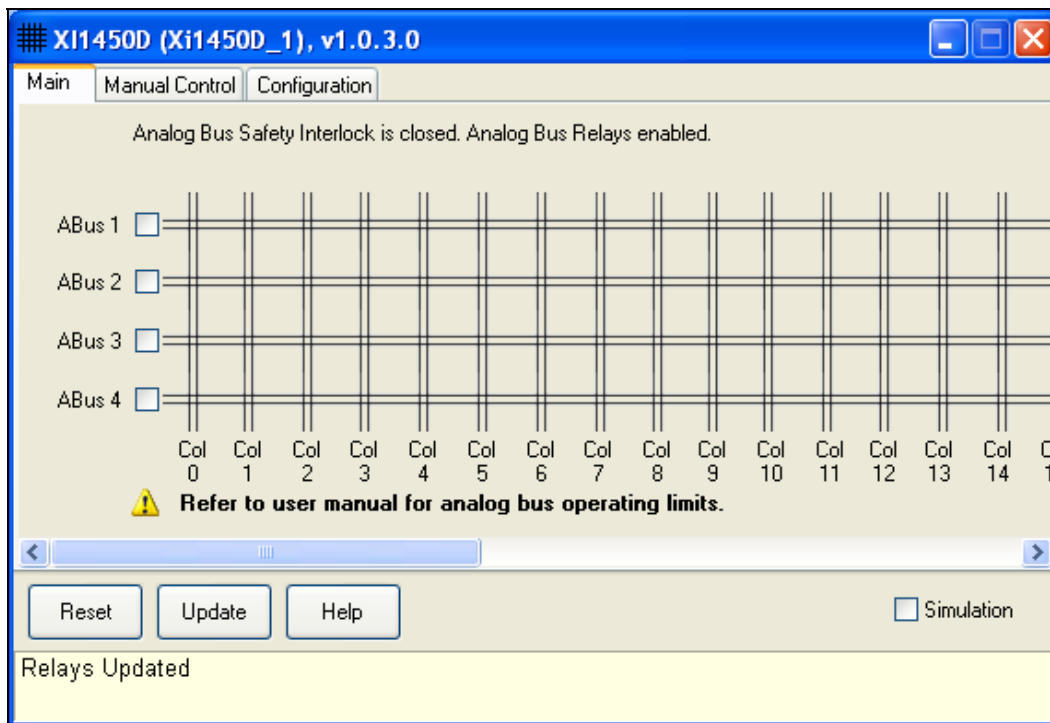 XI1450D (Xi1450D_1), v1.0.3.0
Main Manual Control Configuration
Analog Bus Safety Interlock is closed. Analog Bus Relays enabled.
ABus 1
ABus 2
ABus 3
ABus 4
Col Col Col Col Col Col Col Col Col Col Col Col Col Col Col
0 1 2 3 4 5 6 7 8 9 10 11 12 13 14
Refer to user manual for analog bus operating limits.
Reset Update Help Simulation
Relays Updated